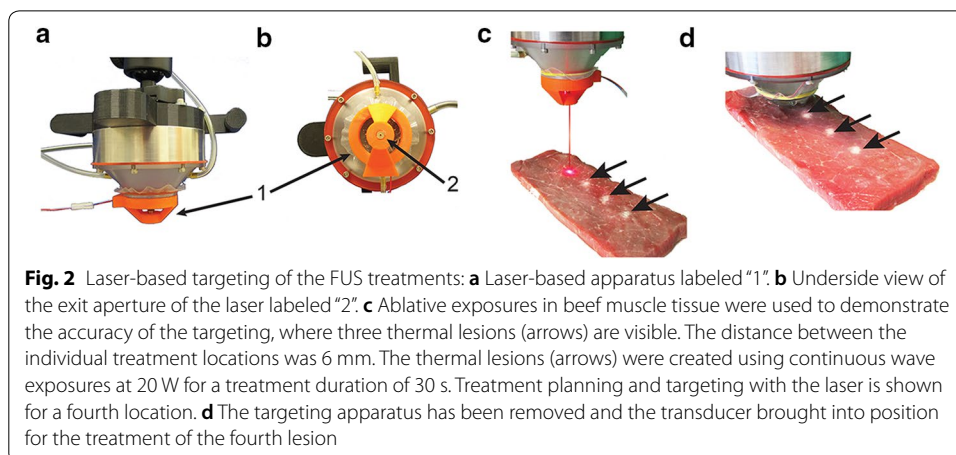 a
b
c
d
1
2
Fig. 2 Laser-based targeting of the FUS treatments: a Laser-based apparatus labeled “1”. b Underside view of
the exit aperture of the laser labeled “2”. c Ablative exposures in beef muscle tissue were used to demonstrate
the accuracy of the targeting, where three thermal lesions (arrows) are visible. The distance between the
individual treatment locations was 6 mm. The thermal lesions (arrows) were created using continuous wave
exposures at 20 W for a treatment duration of 30 s. Treatment planning and targeting with the laser is shown
for a fourth location. d The targeting apparatus has been removed and the transducer brought into position
for the treatment of the fourth lesion